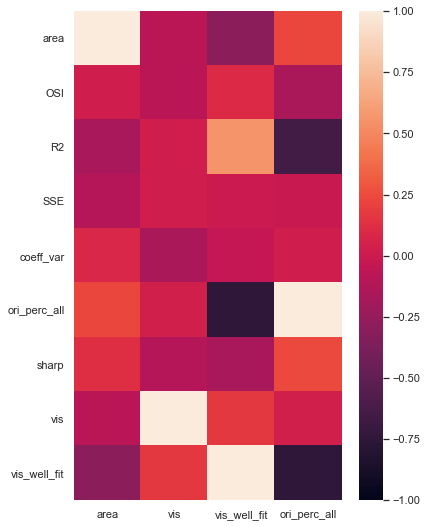 area
OSI
R2
SSE
coeff_var
ori_perc_all
sharp
vis
vis_well_fit
area vis vis_well_fit ori_perc_all
1.00
0.75
0.50
0.25
0.00
−0.25
−0.50
−0.75
−1.00